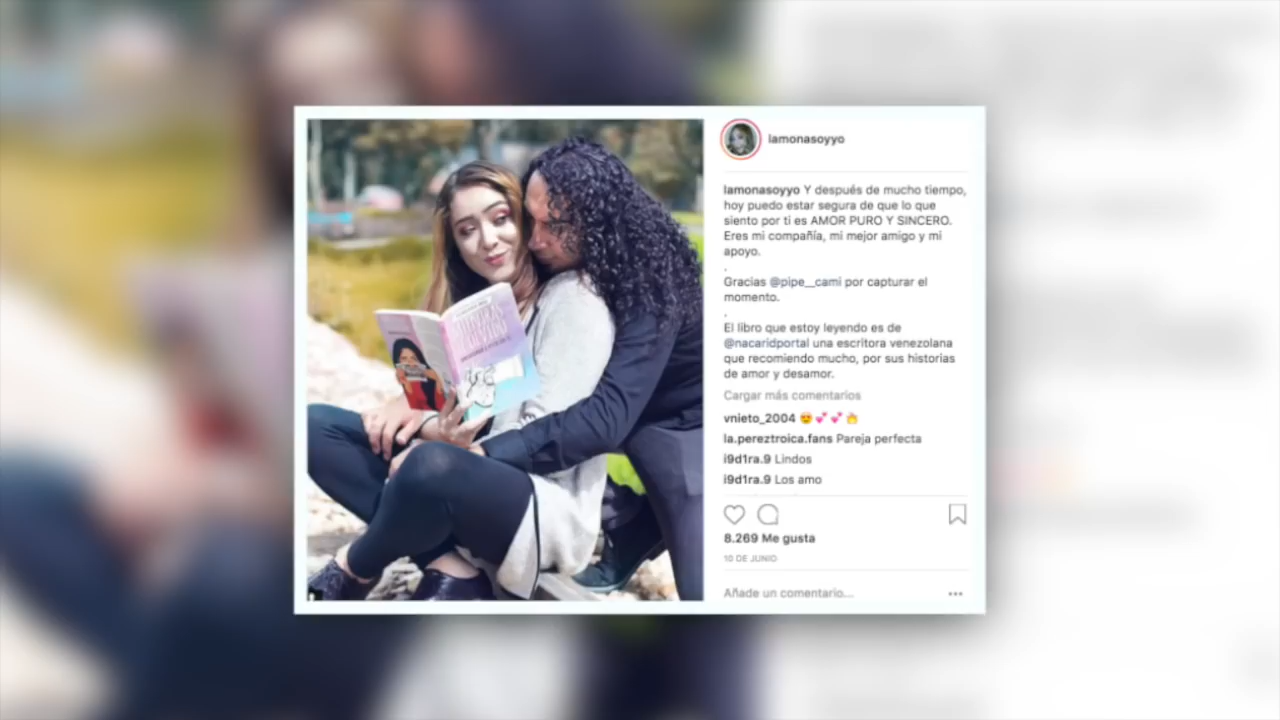 lamonasoyyo
lamonasoyyo Y después de mucho tiempo,
hoy puedo estar segura de que lo que
siento por ti es AMOR PURO Y SINCERO.
Eres mi compañía, mi mejor amigo y mi
apoyo.
.
Gracias @pipe__cami por capturar el
momento.
.
El libro que estoy leyendo es de
@nacaridportal una escritora venezolana
que recomiendo mucho, por sus historias
de amor y desamor.
Cargar más comentarios
vnieto_2004 😍💕💕👏
la.pereztroica.fans Pareja perfecta
i9d1ra.9 Lindos
i9d1ra.9 Los amo
8.269 Me gusta
10 DE JUNIO
Añade un comentario...